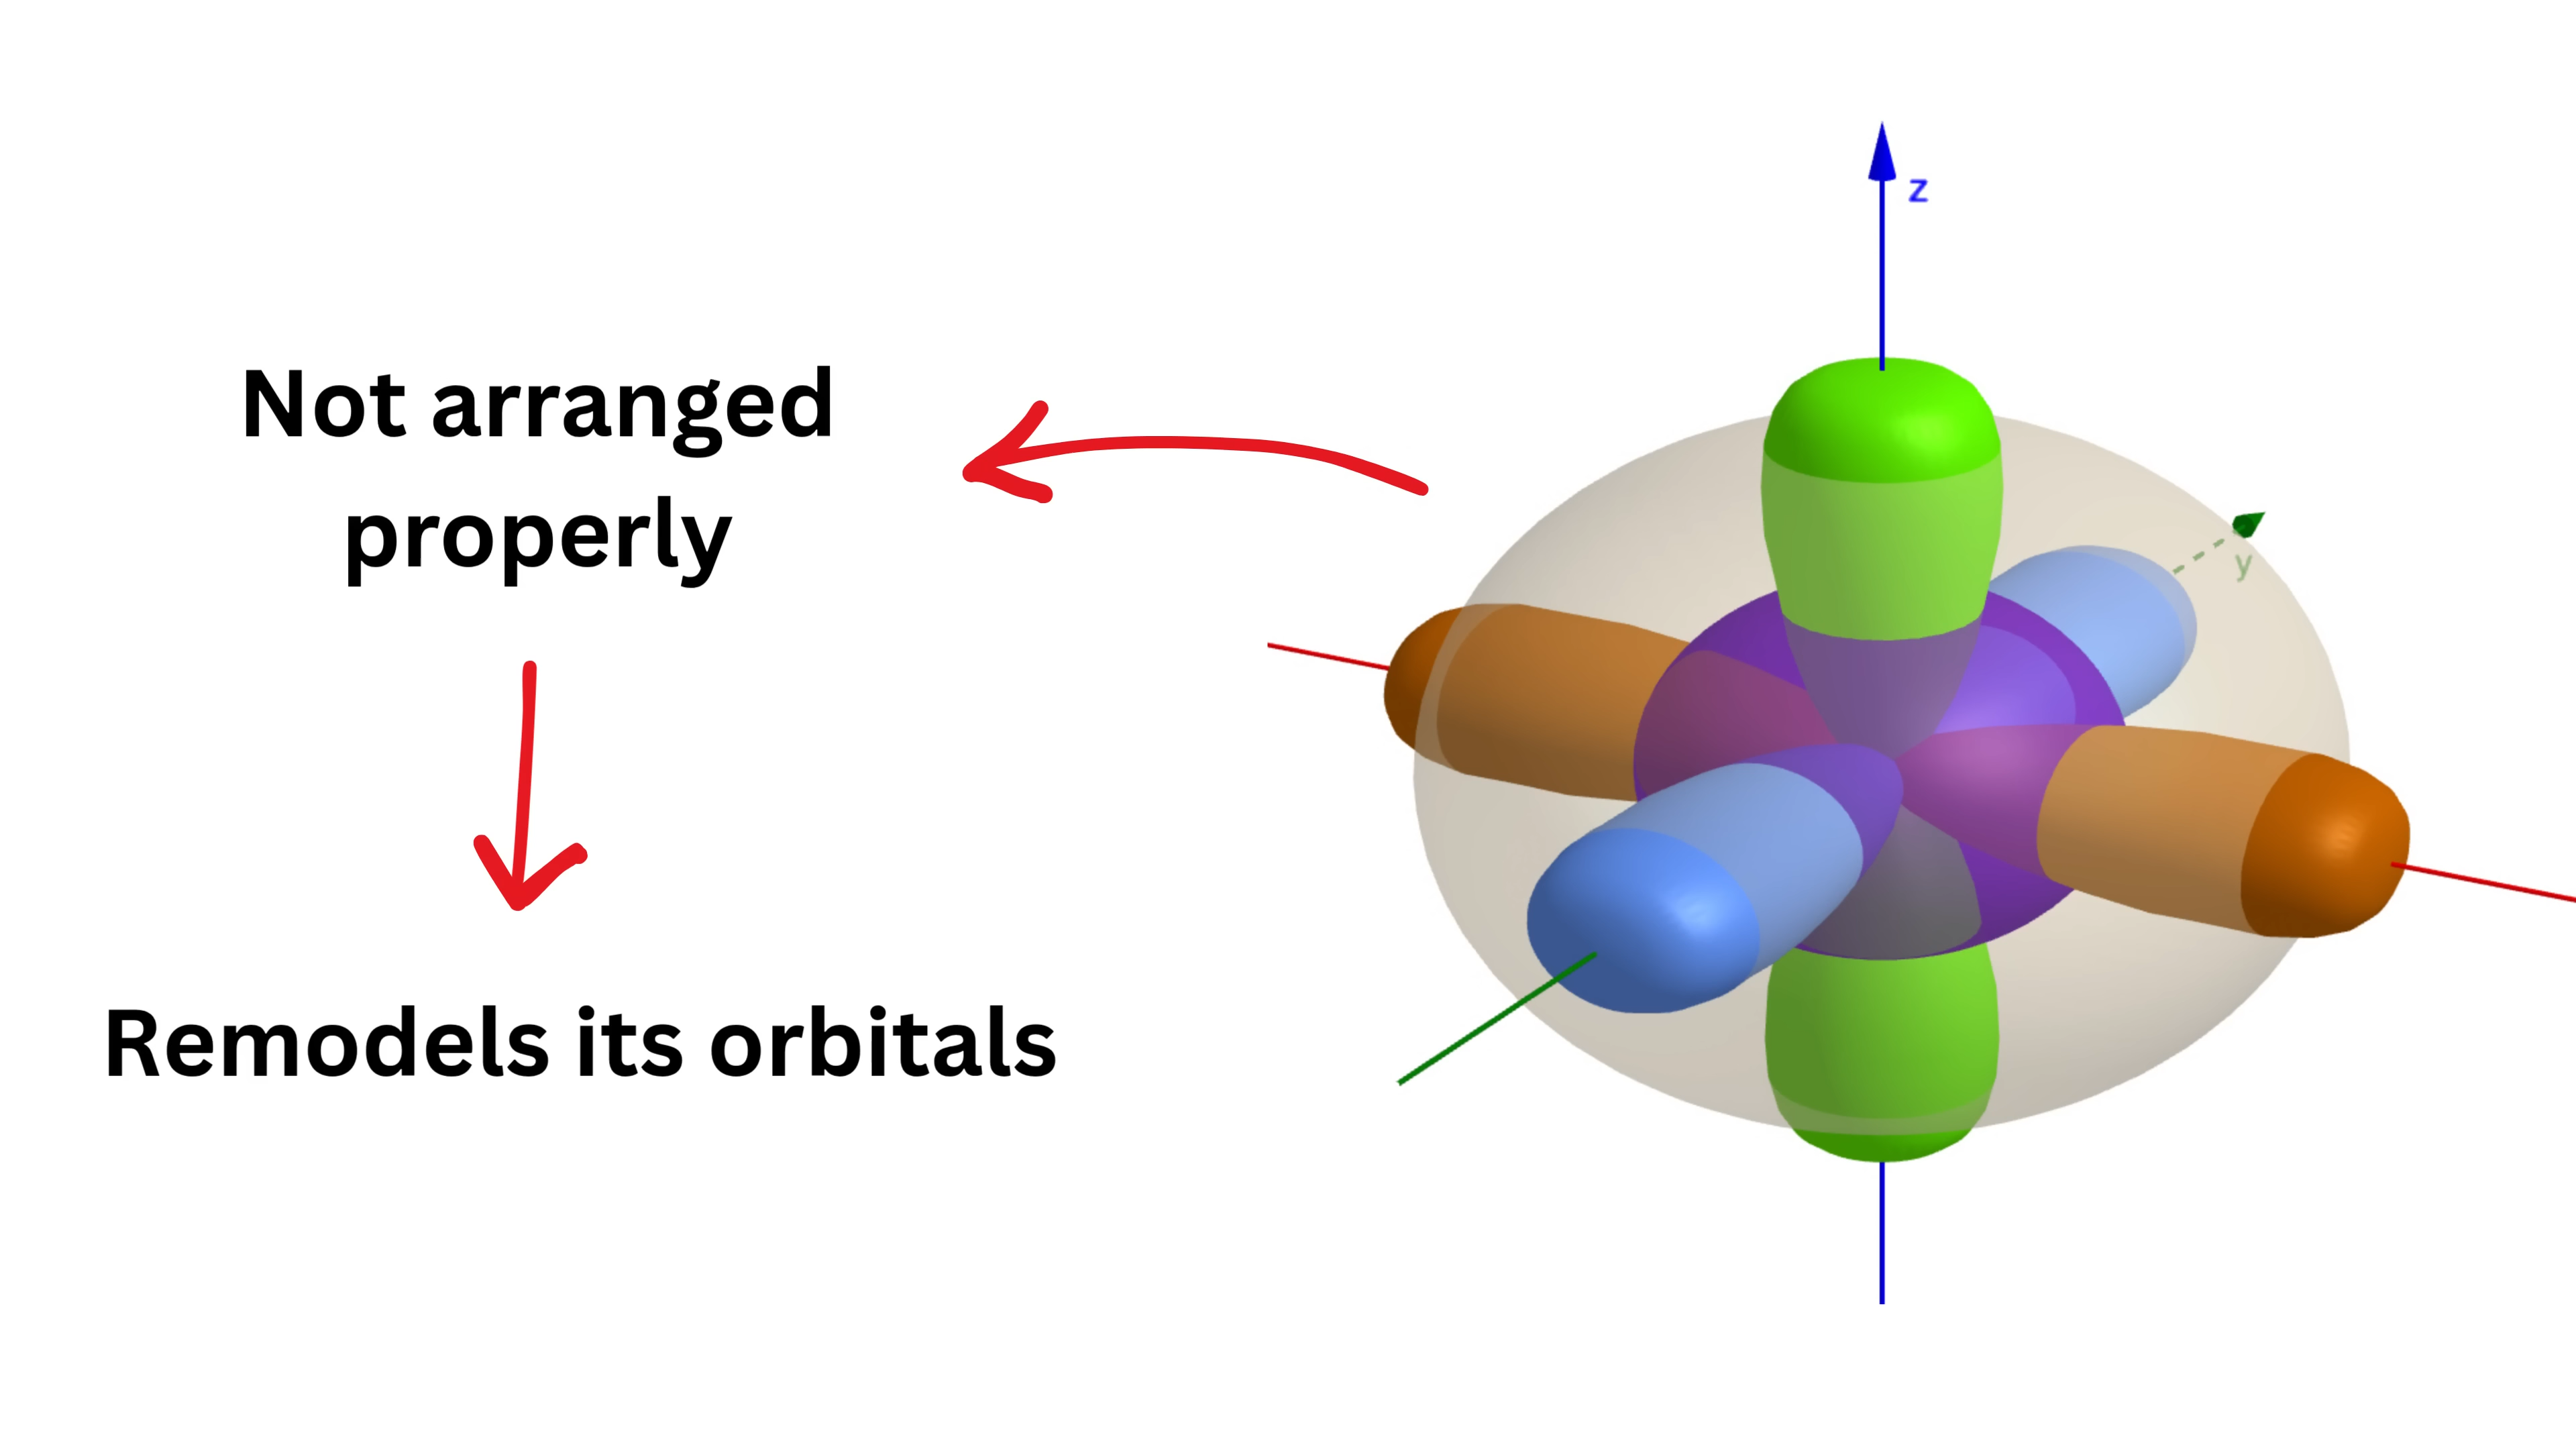 Not arranged
properly
Remodels its orbitals
z
y